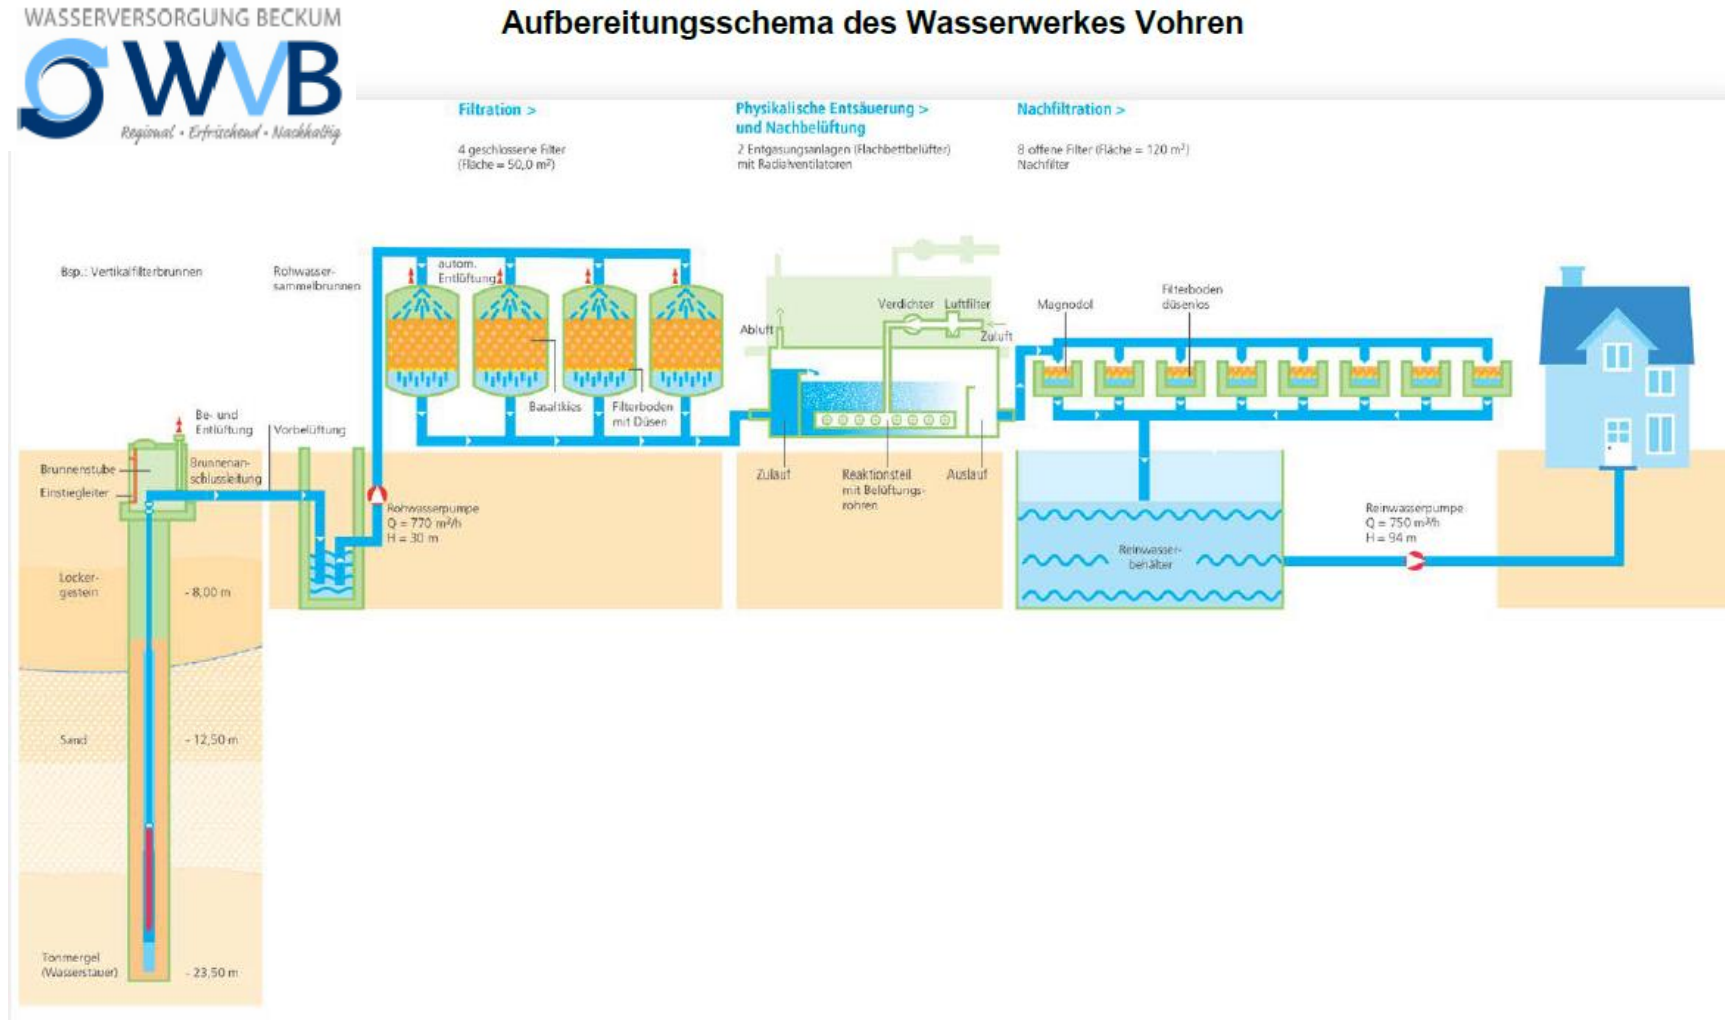 WASSERVERSORGUNG BECKUM
WVB
Regional • Erfrischend • Nachhaltig
Aufbereitungsschema des Wasserwerkes Vohren
Filtration >
4 geschlossene Filter
(Fläche = 50,0 m²)
Physikalische Entsäuerung >
und Nachbelüftung
2 Entgasungsanlagen (Flachbettbelüfter)
mit Radialventilatoren
Nachfiltration >
8 offene Filter (Fläche = 120 m²)
Nachfilter
Bsp.: Vertikalfilterbrunnen
Rohwasser-
sammelbrunnen
autom.
Entlüftung
Abluft
Verdichter
Luftfilter
Zuluft
Magnodol
Filterboden
düsenlos
Basaltkies
Filterboden
mit Düsen
Be- und
Entlüftung
Vorbelüftung
Brunnenstube
Einstiegleiter
Brunnenan-
schlussleitung
Rohwasserpumpe
Q = 770 m³/h
H = 30 m
Zulauf
Reaktionsteil
mit Belüftungs-
rohren
Auslauf
Reinwasser-
behälter
Reinwasserpumpe
Q = 750 m³/h
H = 94 m
Locker-
gestein
- 8,00 m
Sand
- 12,50 m
Tonmergel
(Wasserstauer)
- 23,50 m